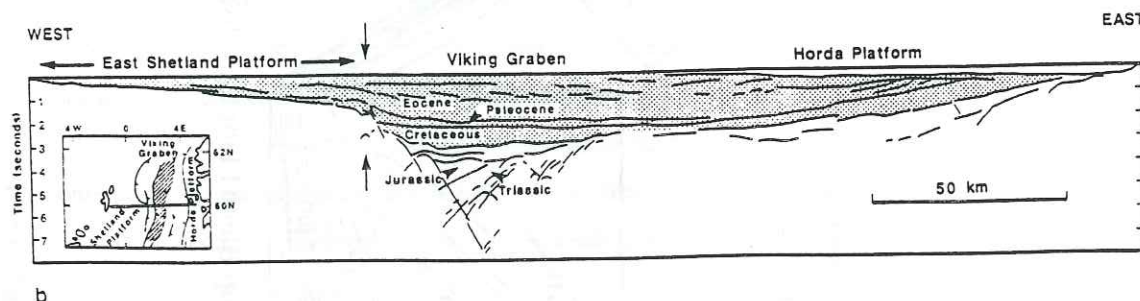 WEST
EAST
East Shetland Platform
Viking Graben
Horda Platform
Eocene
Paleocene
Cretaceous
Jurassic
Triassic
50 km
Time (seconds)
1
2
3
4
5
6
7
4W
0
4E
Viking
Graben
62N
60N
Shetland
Platform
Horda Platform
b